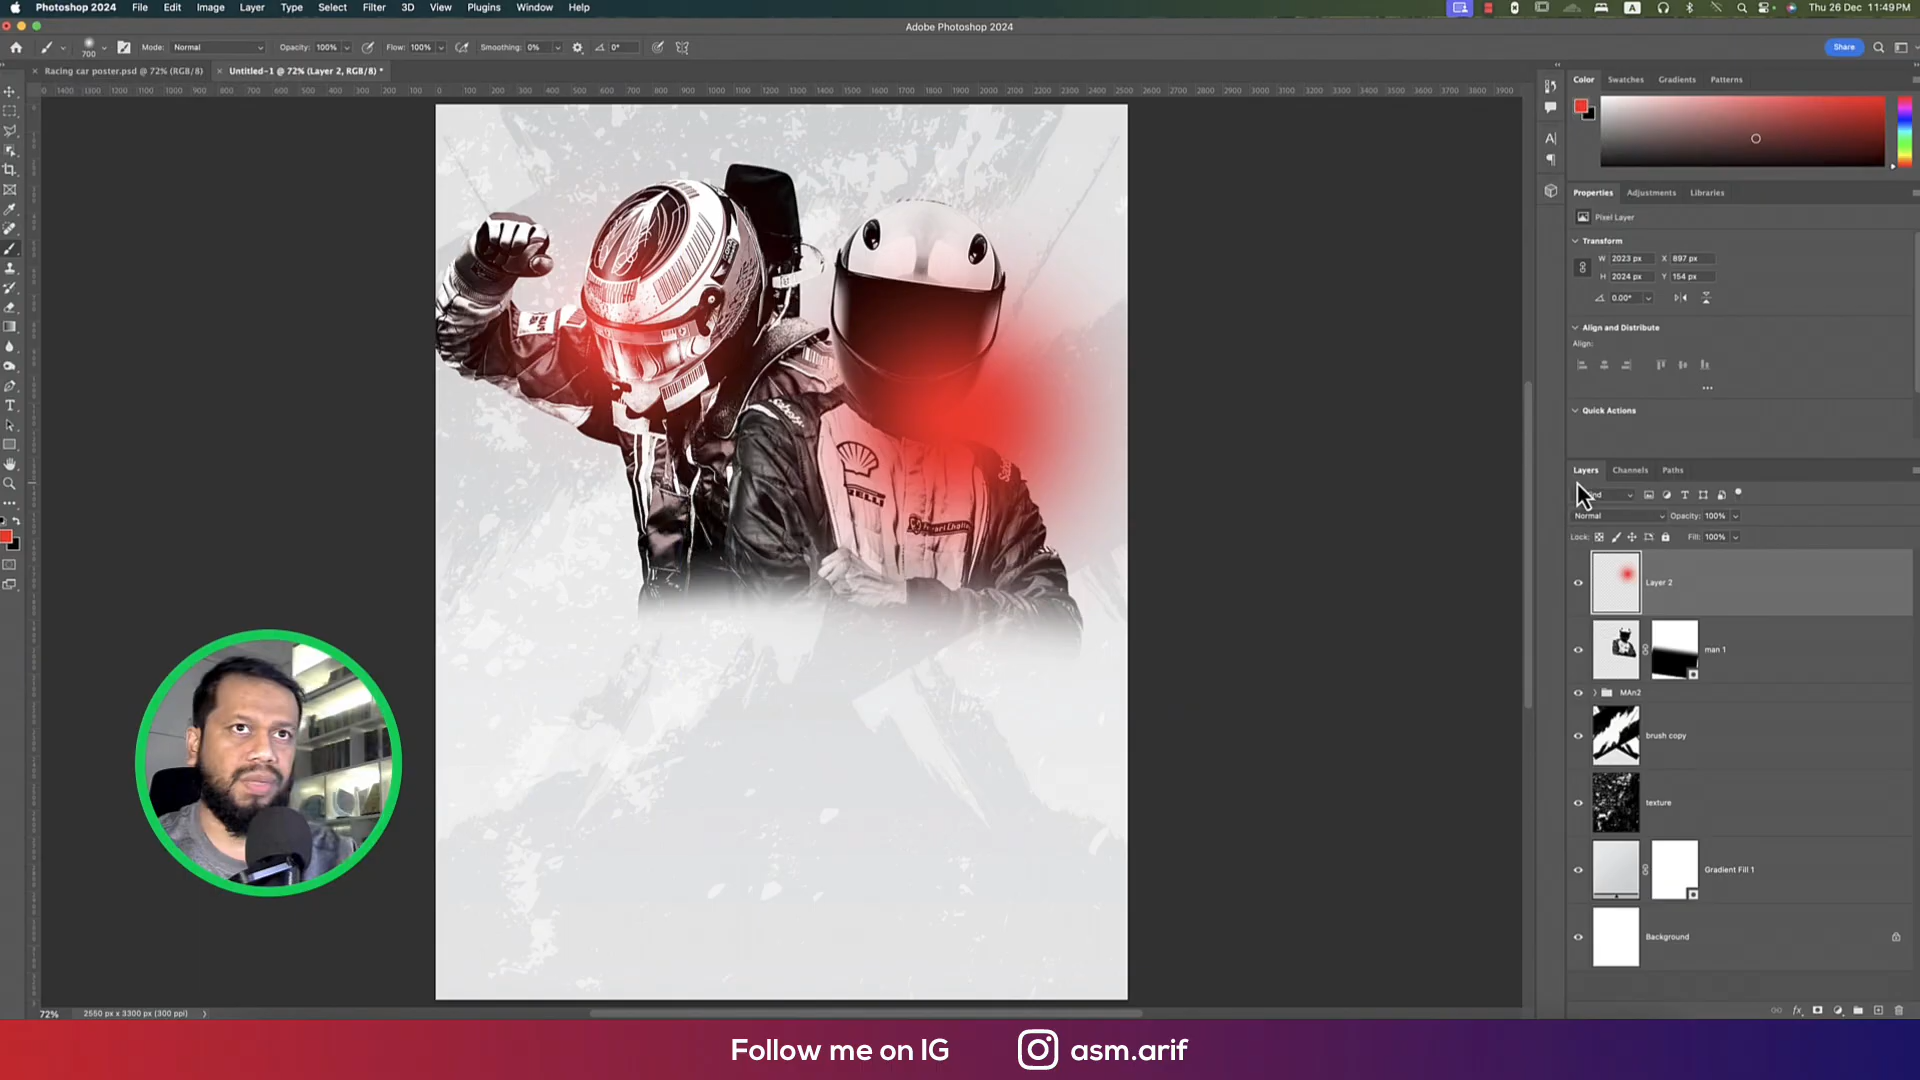 Photoshop 2024 File Edit Image Layer Type Select Filter 3D View Plugins Window Help A Thu 26 Dec 11:49 PM
Adobe Photoshop 2024
700 Mode: Normal Opacity: 100% Flow: 100% Smoothing: 0% 0° Share
Racing car poster.psd @ 72% (RGB/8) Untitled-1 @ 72% (Layer 2, RGB/8) *
Color Swatches Gradients Patterns
Properties Adjustments Libraries
Pixel Layer
Transform
W 2023 px X 897 px
H 2024 px Y 154 px
0.00°
Align and Distribute
Align:
Quick Actions
Layers Channels Paths
Normal Opacity: 100%
Lock: Fill: 100%
Layer 2
man 1
MAn2
brush copy
texture
Gradient Fill 1
Background
72% 2550 px x 3300 px (300 ppi)
Follow me on IG asm.arif